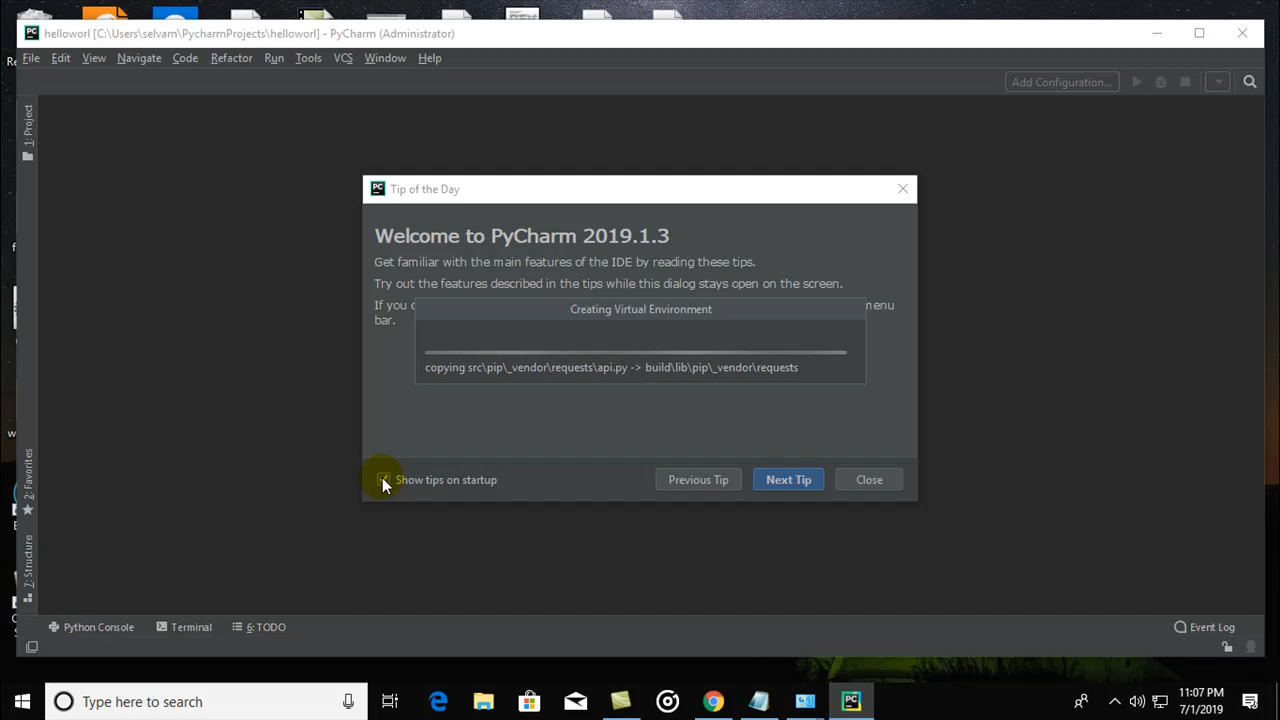 helloworl [C:\Users\selvam\PycharmProjects\helloworl] - PyCharm (Administrator)
File Edit View Navigate Code Refactor Run Tools VCS Window Help
Add Configuration...
1: Project
Tip of the Day
Welcome to PyCharm 2019.1.3
Get familiar with the main features of the IDE by reading these tips.
Try out the features described in the tips while this dialog stays open on the screen.
If you menu
bar.
Creating Virtual Environment
copying src\pip\_vendor\requests\api.py -> build\lib\pip\_vendor\requests
Show tips on startup
Previous Tip Next Tip Close
2: Favorites
7: Structure
Python Console Terminal 6: TODO Event Log
Type here to search
11:07 PM
7/1/2019